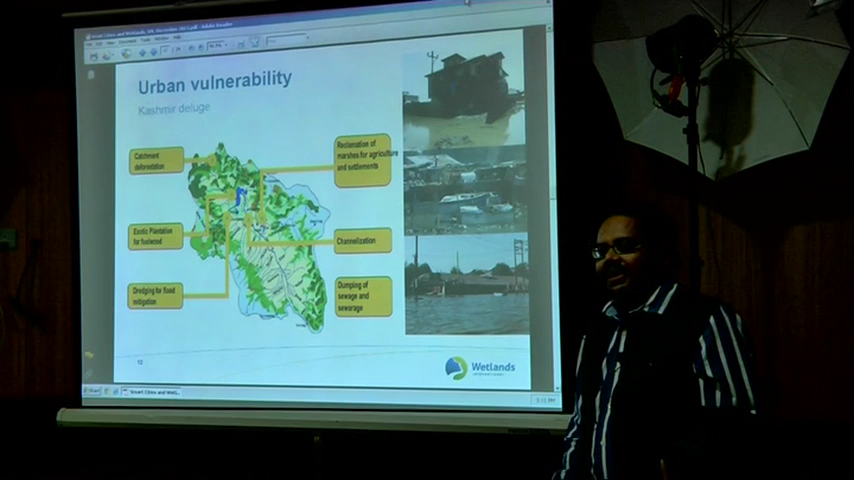 Urban vulnerability
Kashmir deluge
Catchment
deforestation
Reclamation of
marshes for agriculture
and settlements
Exotic Plantation
for fuelwood
Channelization
Dredging for flood
mitigation
Dumping of
sewage and
sewerage
Wetlands
12